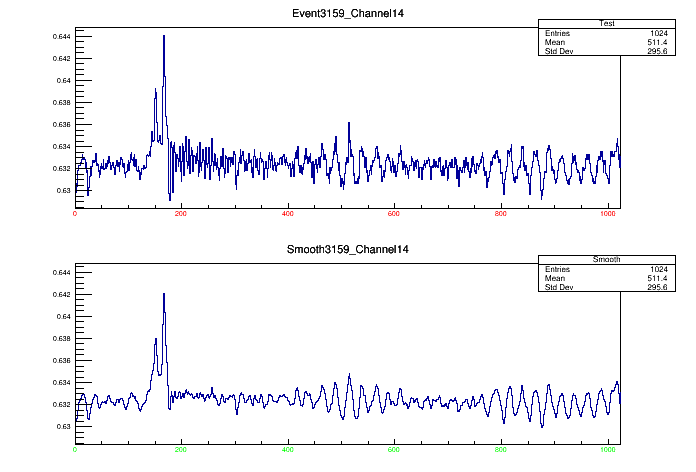 Event3159_Channel14
Test
Entries 1024
Mean 511.4
Std Dev 295.6
0.644
0.642
0.64
0.638
0.636
0.634
0.632
0.63
0 200 400 600 800 1000
Smooth3159_Channel14
Smooth
Entries 1024
Mean 511.4
Std Dev 295.6
0.644
0.642
0.64
0.638
0.636
0.634
0.632
0.63
0 200 400 600 800 1000